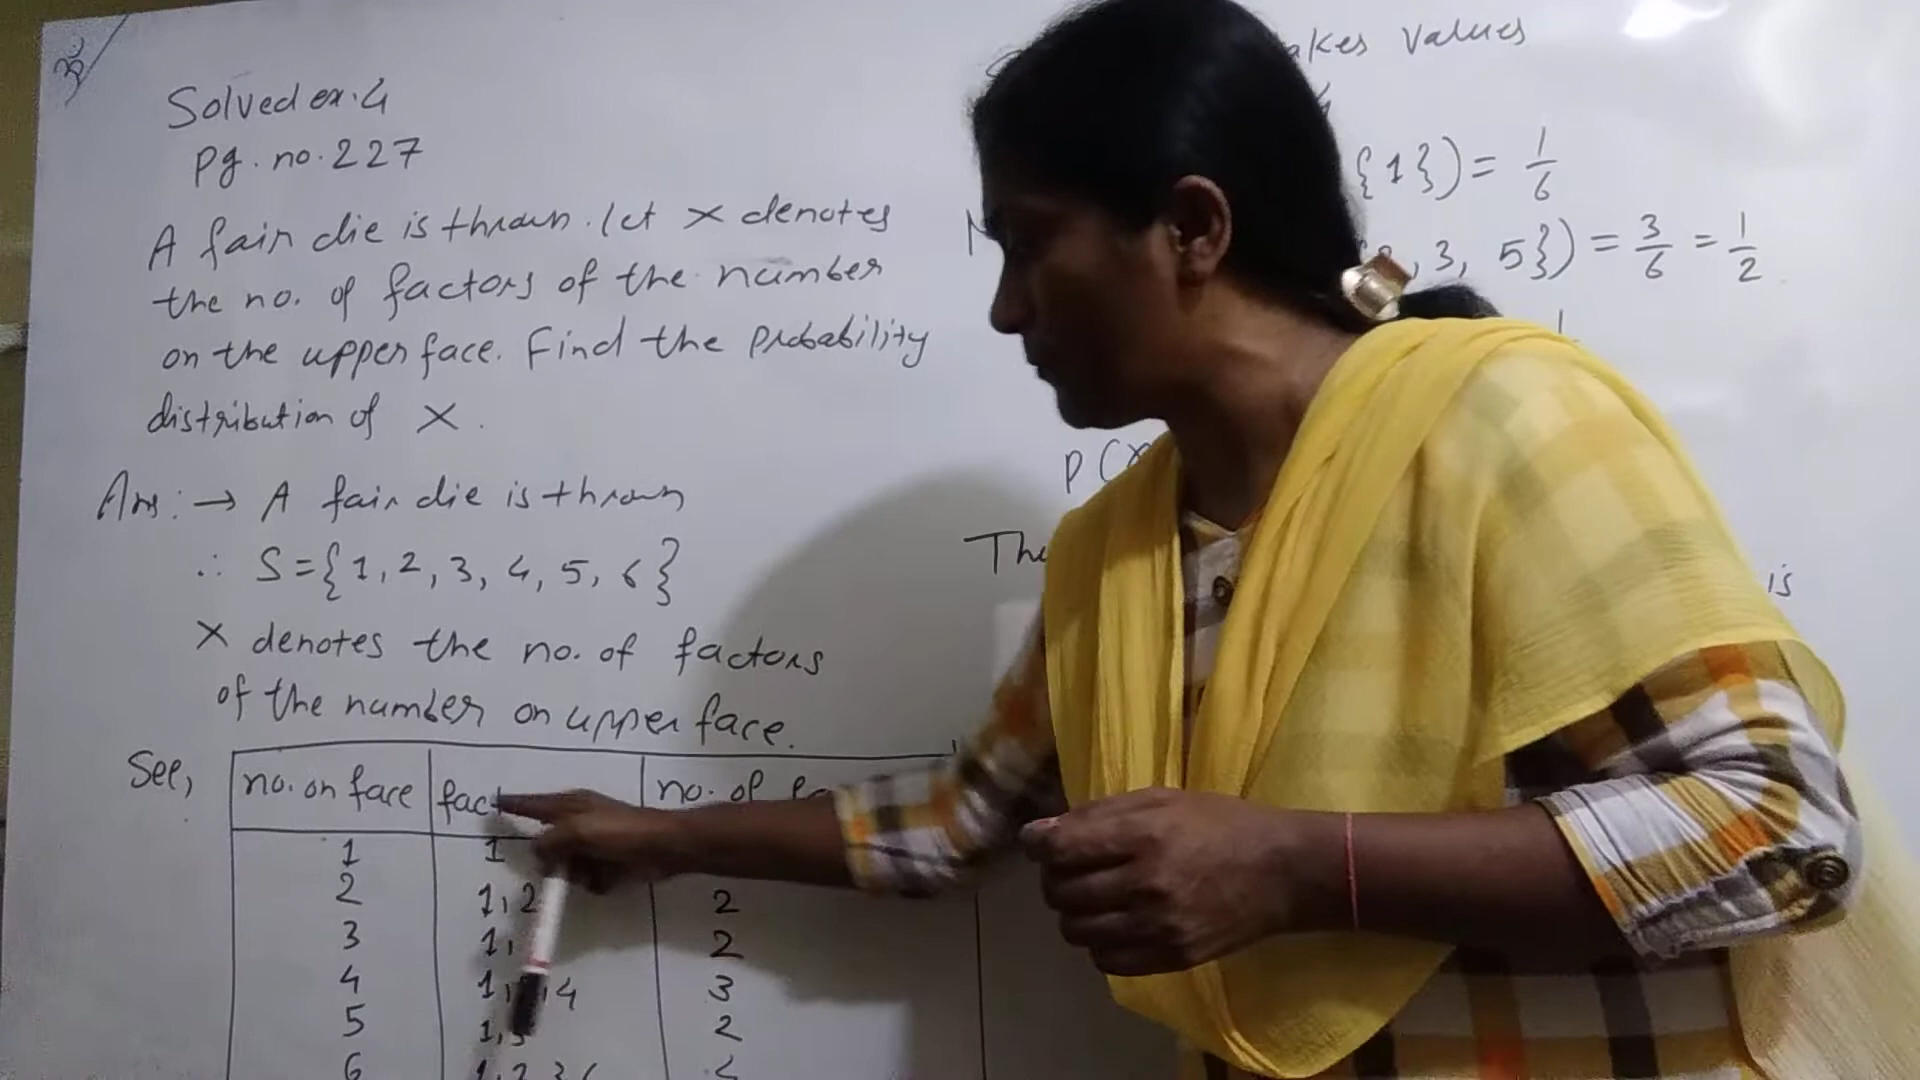 ॐ
Solved ex. 4
pg. no. 227
A fair die is thrown. let X denotes
the no. of factors of the number
on the upper face. Find the probability
distribution of X.
Ans: → A fair die is thrown
∴ S = {1, 2, 3, 4, 5, 6}
X denotes the no. of factors
of the number on upper face.
See,
no. on face | fact | no. of
1 | 1
2 | 1, 2 | 2
3 | 1, | 2
4 | 1, , 4 | 3
5 | 1, 5 | 2
6 | 1, 2, 3, 6
akes values
{1}) = 1/6
, 3, 5}) = 3/6 = 1/2
1
P(X
is